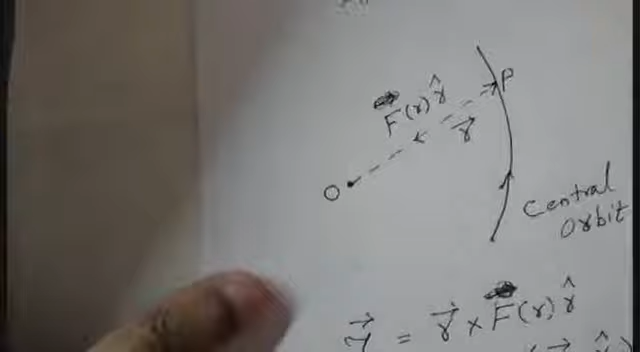 P
F(r) r̂
r⃗
O
Central
Orbit
= r⃗ × F(r) r̂